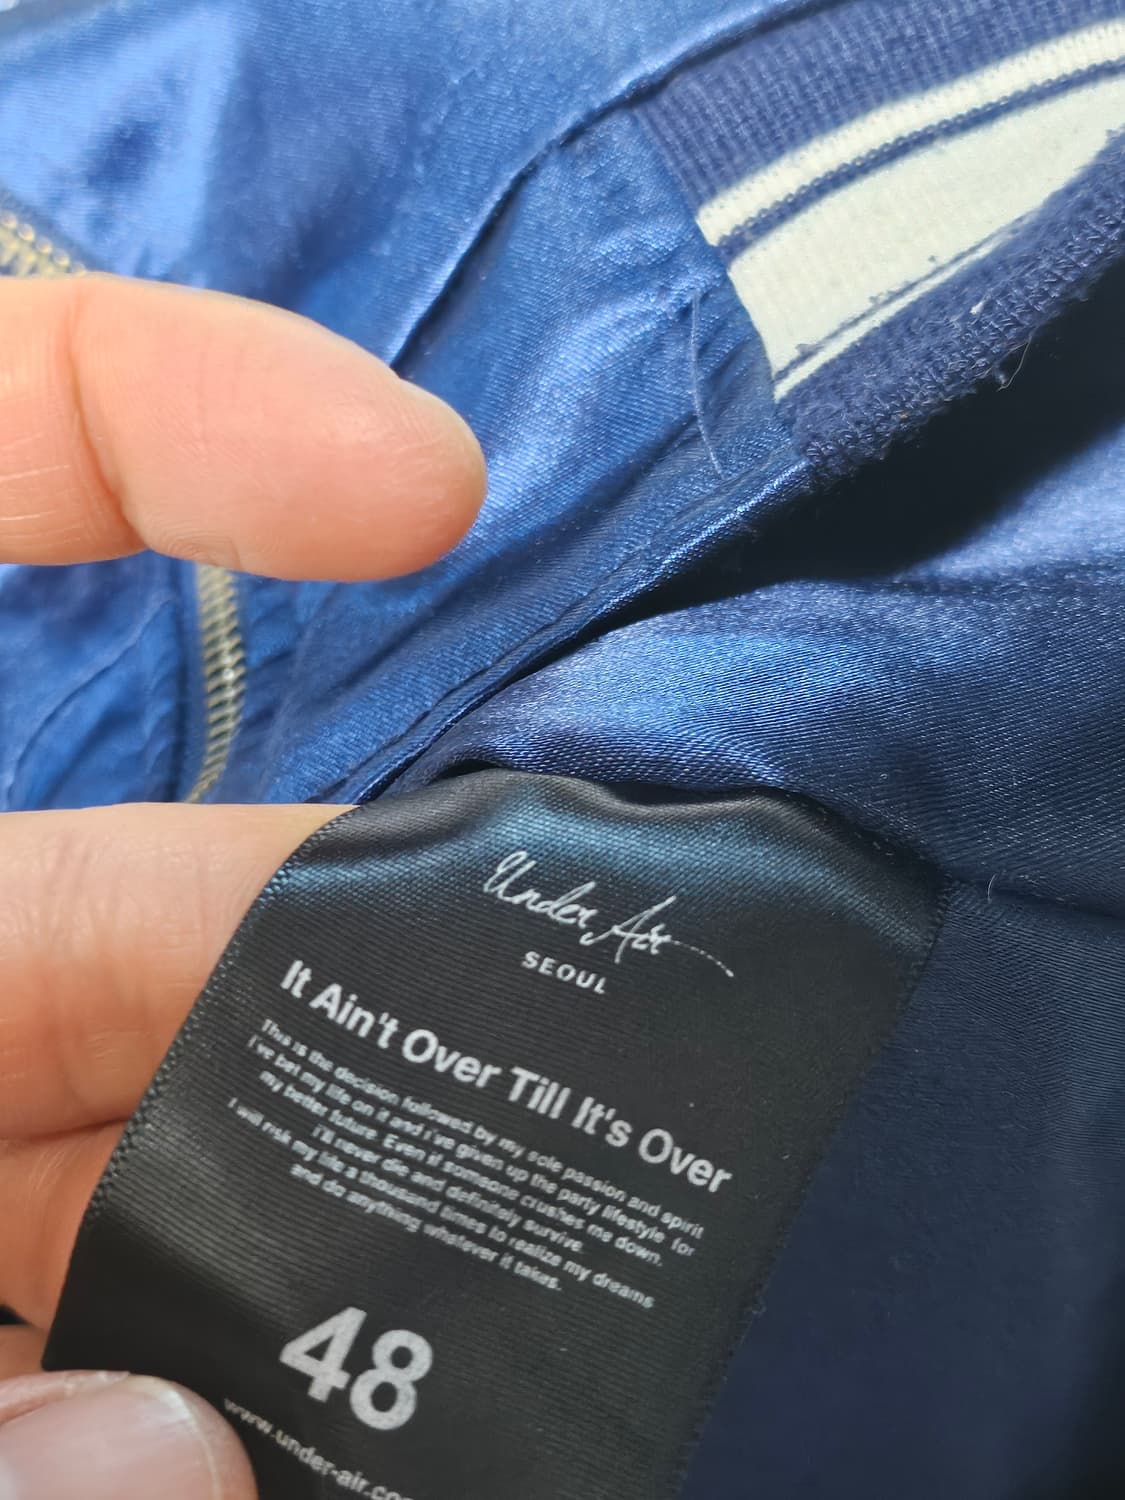 Under Air
SEOUL
It Ain't Over Till It's Over
This is the decision followed by my sole passion and spirit
I've bet my life on it and i've given up the party lifestyle for
my better future. Even if someone crushes me down.
I'll never die and definitely survive.
I will risk my life a thousand times to realize my dreams
and do anything whatever it takes.
48
www.under-air.co